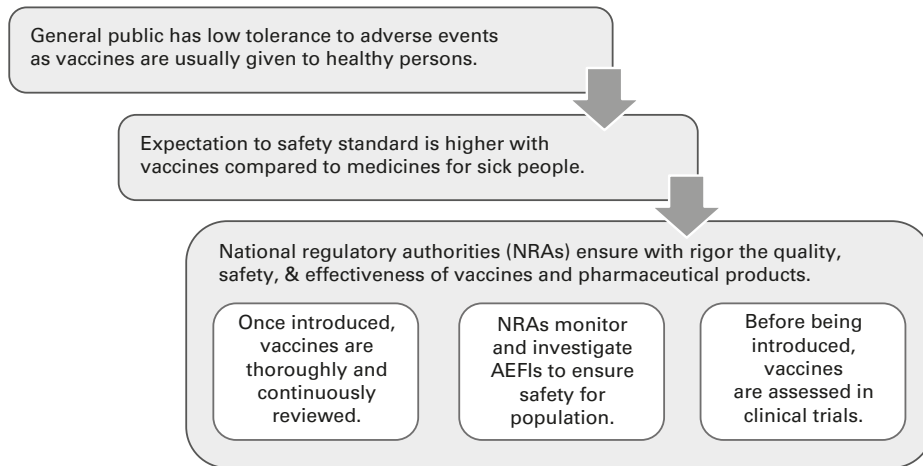 General public has low tolerance to adverse events
as vaccines are usually given to healthy persons.
Expectation to safety standard is higher with
vaccines compared to medicines for sick people.
National regulatory authorities (NRAs) ensure with rigor the quality,
safety, & effectiveness of vaccines and pharmaceutical products.
Once introduced,
vaccines are
thoroughly and
continuously
reviewed.
NRAs monitor
and investigate
AEFIs to ensure
safety for
population.
Before being
introduced,
vaccines
are assessed in
clinical trials.